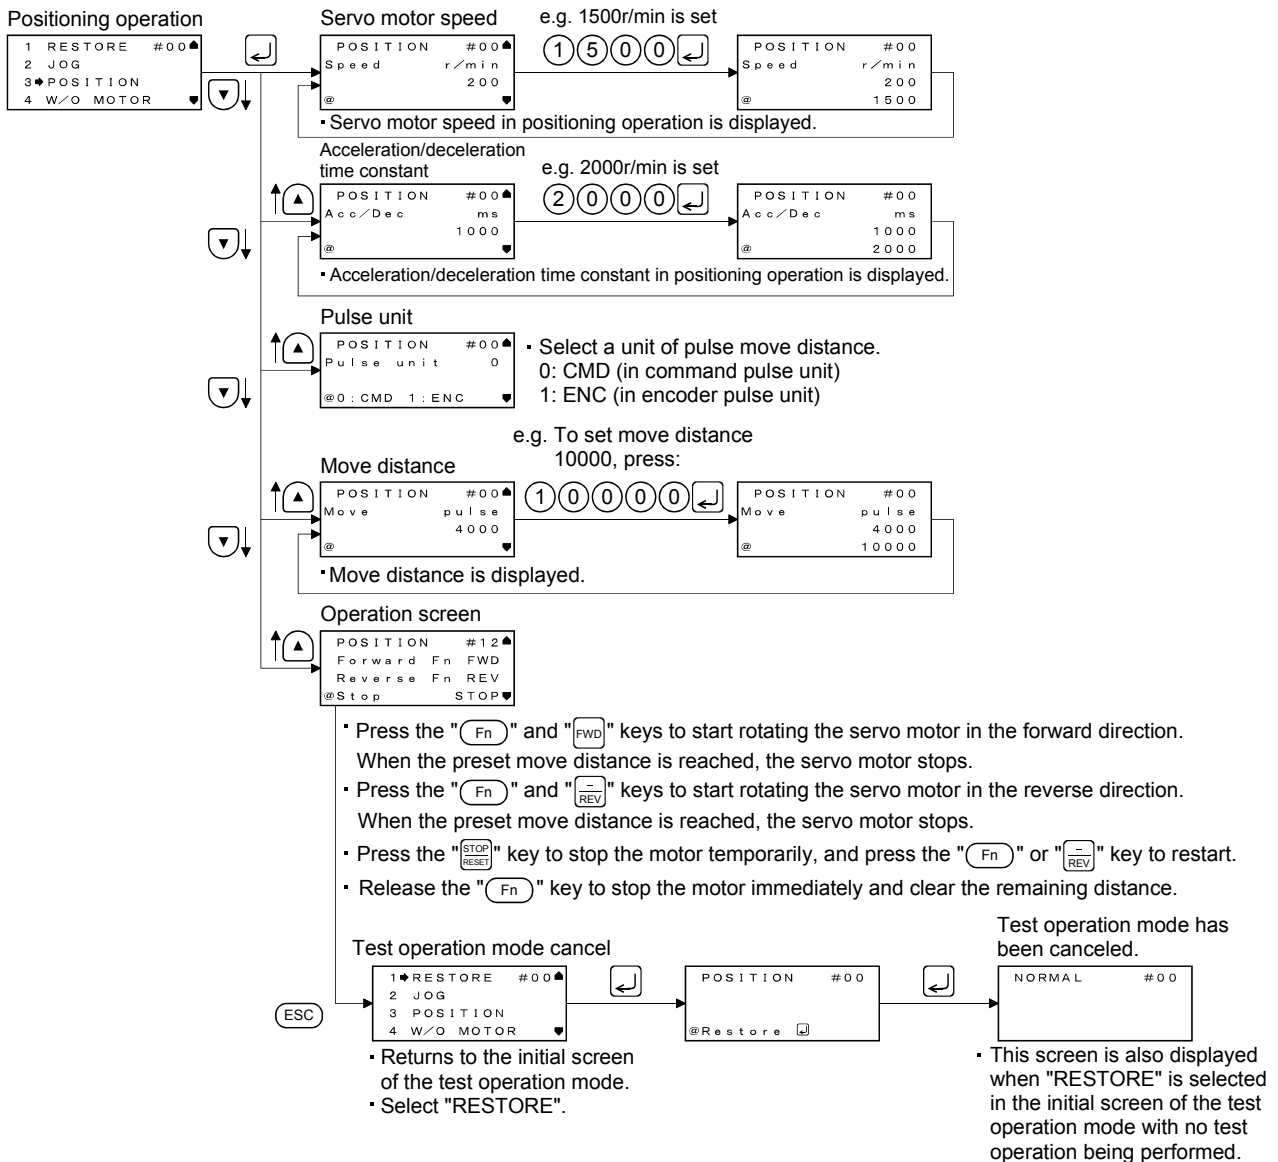 Positioning operation
1 RESTORE #00
2 JOG
3 POSITION
4 W/O MOTOR
Servo motor speed
POSITION #00
Speed r/min
200
@
e.g. 1500r/min is set
1 5 0 0
POSITION #00
Speed r/min
200
@ 1500
Servo motor speed in positioning operation is displayed.
Acceleration/deceleration
time constant
POSITION #00
Acc/Dec ms
1000
@
e.g. 2000r/min is set
2 0 0 0
POSITION #00
Acc/Dec ms
1000
@ 2000
Acceleration/deceleration time constant in positioning operation is displayed.
Pulse unit
POSITION #00
Pulse unit 0
@0:CMD 1:ENC
Select a unit of pulse move distance.
0: CMD (in command pulse unit)
1: ENC (in encoder pulse unit)
Move distance
POSITION #00
Move pulse
4000
@
e.g. To set move distance
10000, press:
1 0 0 0 0
POSITION #00
Move pulse
4000
@ 10000
Move distance is displayed.
Operation screen
POSITION #12
Forward Fn FWD
Reverse Fn REV
@Stop STOP
Press the "Fn" and "FWD" keys to start rotating the servo motor in the forward direction.
When the preset move distance is reached, the servo motor stops.
Press the "Fn" and "- REV" keys to start rotating the servo motor in the reverse direction.
When the preset move distance is reached, the servo motor stops.
Press the "STOP RESET" key to stop the motor temporarily, and press the "Fn" or "- REV" key to restart.
Release the "Fn" key to stop the motor immediately and clear the remaining distance.
Test operation mode cancel
ESC
1 RESTORE #00
2 JOG
3 POSITION
4 W/O MOTOR
Returns to the initial screen
of the test operation mode.
Select "RESTORE".
POSITION #00
@Restore
Test operation mode has
been canceled.
NORMAL #00
This screen is also displayed
when "RESTORE" is selected
in the initial screen of the test
operation mode with no test
operation being performed.